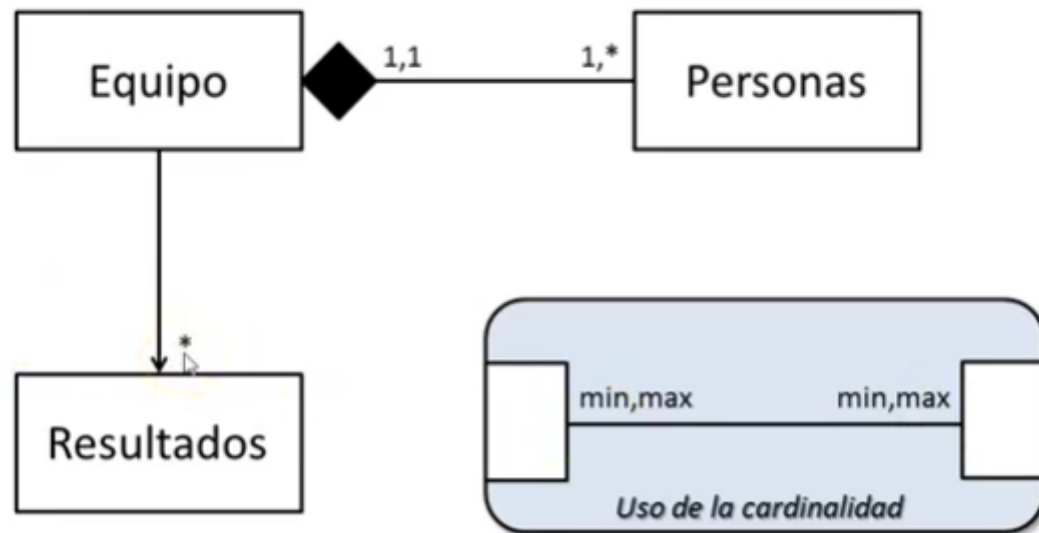 Equipo
1,1
1,*
Personas
*
Resultados
min,max
min,max
Uso de la cardinalidad